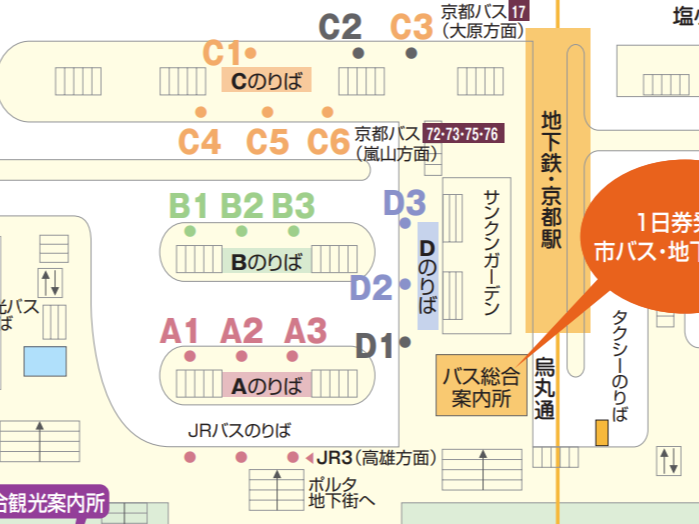 京都バス 17
(大原方面)
塩
C1
C2
C3
Cのりば
C4
C5
C6
京都バス 72・73・75・76
(嵐山方面)
地下鉄・京都駅
B1
B2
B3
Bのりば
D3
Dのりば
D2
D1
サンクンガーデン
1日券発
市バス・地下
光バス
ば
A1
A2
A3
Aのりば
バス総合
案内所
烏丸通
タクシーのりば
JRバスのりば
JR3(高雄方面)
ポルタ
地下街へ
合観光案内所